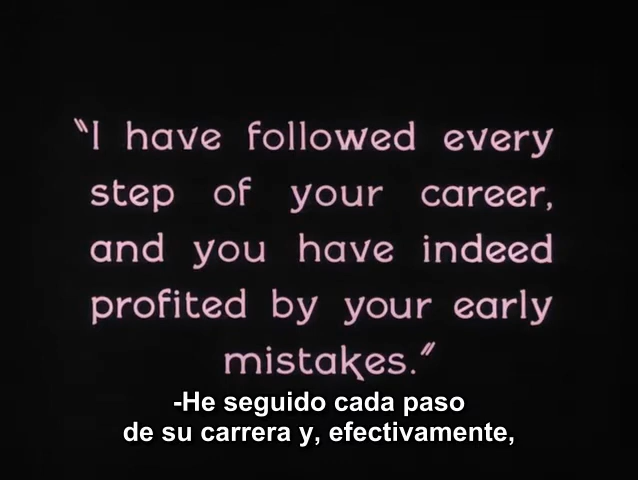 "I have followed every
step of your career,
and you have indeed
profited by your early
mistakes."
-He seguido cada paso
de su carrera y, efectivamente,